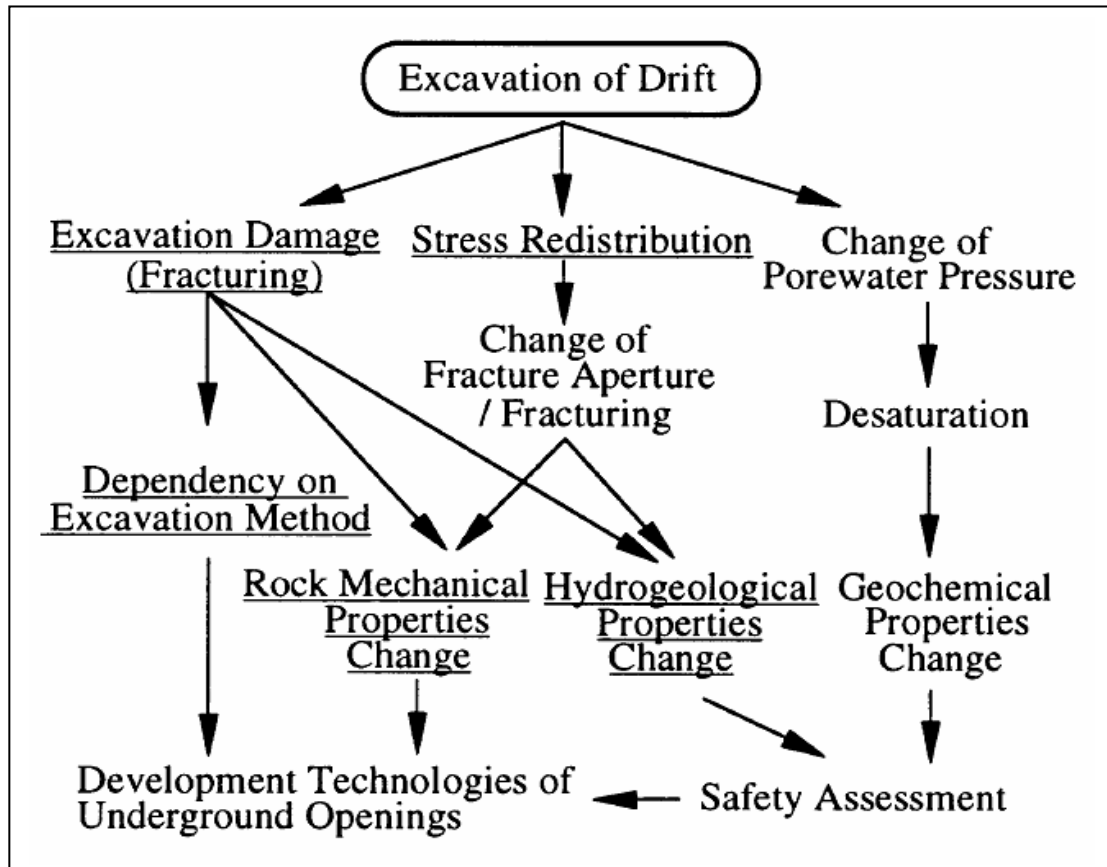 Excavation of Drift
Excavation Damage
(Fracturing)
Stress Redistribution
Change of
Porewater Pressure
Change of
Fracture Aperture
/ Fracturing
Desaturation
Dependency on
Excavation Method
Rock Mechanical
Properties
Change
Hydrogeological
Properties
Change
Geochemical
Properties
Change
Development Technologies of
Underground Openings
Safety Assessment